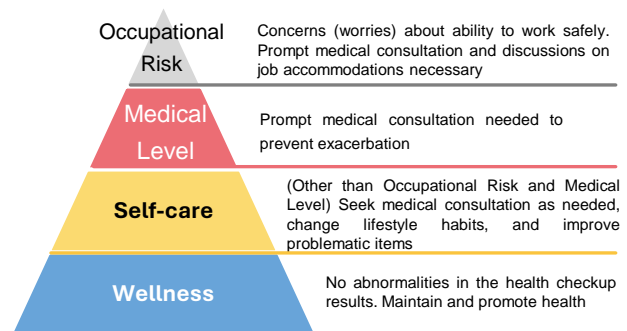 Occupational
Risk
Concerns (worries) about ability to work safely.
Prompt medical consultation and discussions on
job accommodations necessary
Medical
Level
Prompt medical consultation needed to
prevent exacerbation
Self-care
(Other than Occupational Risk and Medical
Level) Seek medical consultation as needed,
change lifestyle habits, and improve
problematic items
Wellness
No abnormalities in the health checkup
results. Maintain and promote health